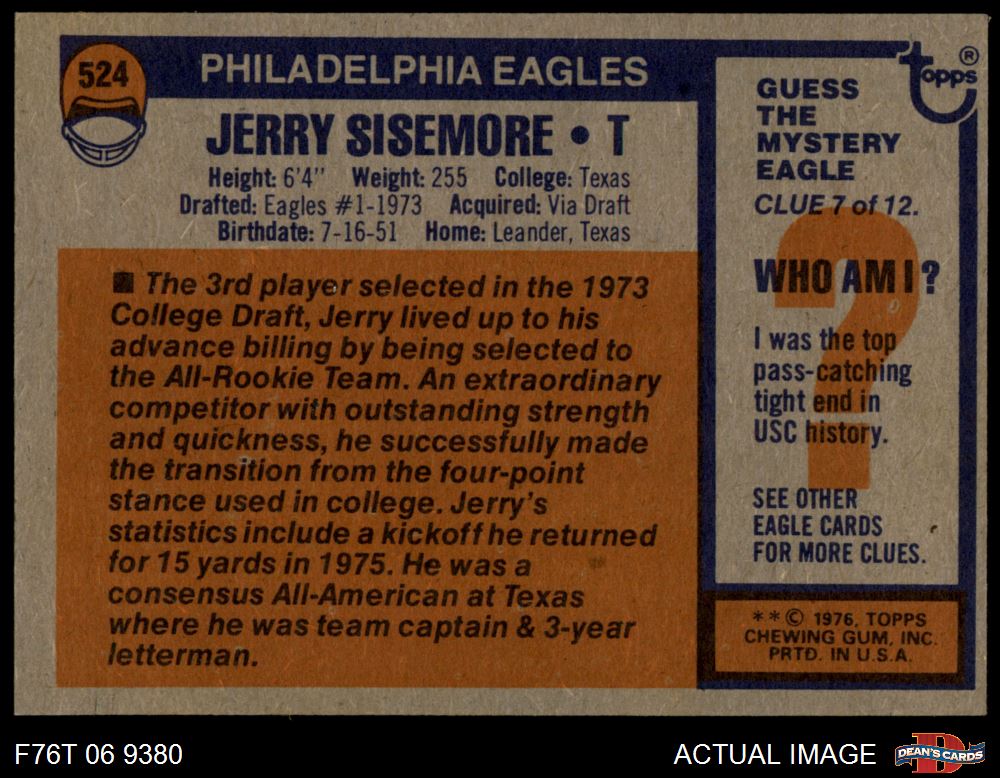 524
PHILADELPHIA EAGLES
JERRY SISEMORE • T
Height: 6'4" Weight: 255 College: Texas
Drafted: Eagles #1-1973 Acquired: Via Draft
Birthdate: 7-16-51 Home: Leander, Texas
■ The 3rd player selected in the 1973
College Draft, Jerry lived up to his
advance billing by being selected to
the All-Rookie Team. An extraordinary
competitor with outstanding strength
and quickness, he successfully made
the transition from the four-point
stance used in college. Jerry's
statistics include a kickoff he returned
for 15 yards in 1975. He was a
consensus All-American at Texas
where he was team captain & 3-year
letterman.
topps®
GUESS
THE
MYSTERY
EAGLE
CLUE 7 of 12.
?
WHO AM I?
I was the top
pass-catching
tight end in
USC history.
SEE OTHER
EAGLE CARDS
FOR MORE CLUES.
**© 1976, TOPPS
CHEWING GUM, INC.
PRTD. IN U.S.A.
F76T 06 9380
ACTUAL IMAGE
DEAN'S CARDS